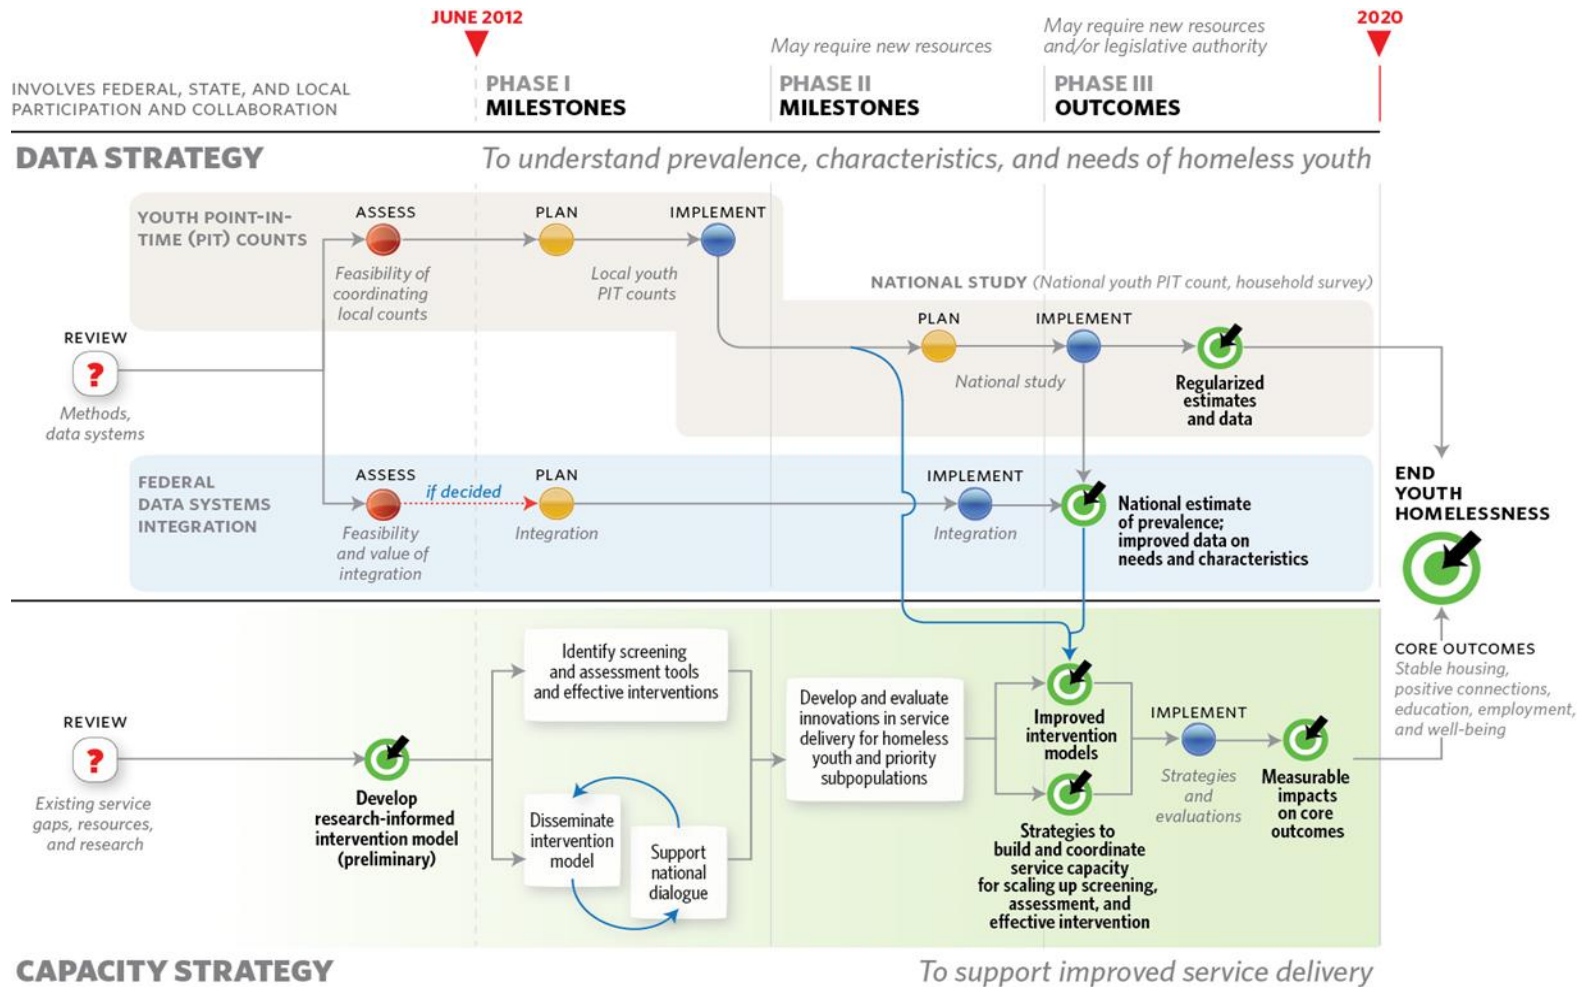 JUNE 2012
May require new resources
May require new resources
and/or legislative authority
2020
INVOLVES FEDERAL, STATE, AND LOCAL
PARTICIPATION AND COLLABORATION
PHASE I
MILESTONES
PHASE II
MILESTONES
PHASE III
OUTCOMES
DATA STRATEGY
To understand prevalence, characteristics, and needs of homeless youth
YOUTH POINT-IN-
TIME (PIT) COUNTS
ASSESS
Feasibility of
coordinating
local counts
PLAN
IMPLEMENT
Local youth
PIT counts
NATIONAL STUDY (National youth PIT count, household survey)
PLAN
IMPLEMENT
National study
Regularized
estimates
and data
REVIEW
?
Methods,
data systems
FEDERAL
DATA SYSTEMS
INTEGRATION
ASSESS
Feasibility
and value of
integration
if decided
PLAN
Integration
IMPLEMENT
Integration
National estimate
of prevalence;
improved data on
needs and characteristics
END
YOUTH
HOMELESSNESS
CORE OUTCOMES
Stable housing,
positive connections,
education, employment,
and well-being
REVIEW
?
Existing service
gaps, resources,
and research
Develop
research-informed
intervention model
(preliminary)
Identify screening
and assessment tools
and effective interventions
Disseminate
intervention
model
Support
national
dialogue
Develop and evaluate
innovations in service
delivery for homeless
youth and priority
subpopulations
Improved
intervention
models
Strategies to
build and coordinate
service capacity
for scaling up screening,
assessment, and
effective intervention
IMPLEMENT
Strategies
and
evaluations
Measurable
impacts
on core
outcomes
CAPACITY STRATEGY
To support improved service delivery